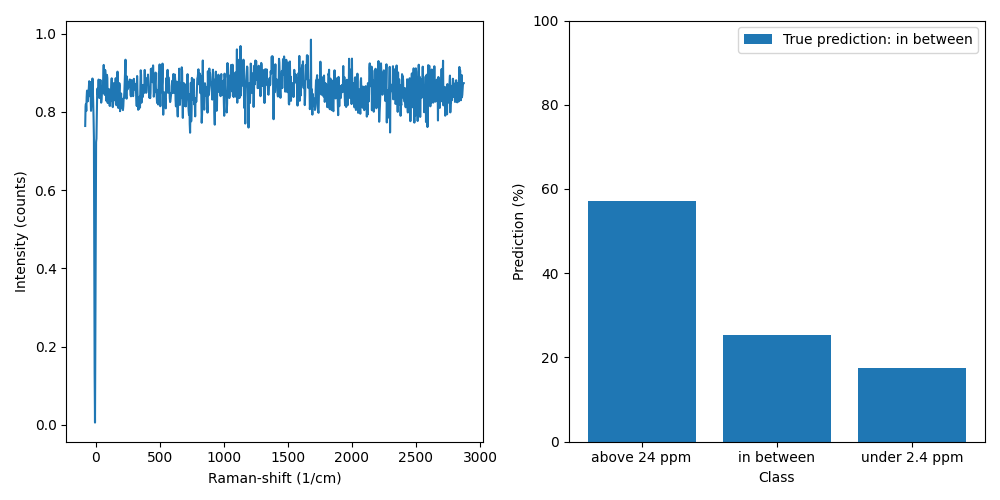 1.0
0.8
0.6
0.4
0.2
0.0
Intensity (counts)
0 500 1000 1500 2000 2500 3000
Raman-shift (1/cm)
100
80
60
40
20
0
Prediction (%)
True prediction: in between
above 24 ppm in between under 2.4 ppm
Class